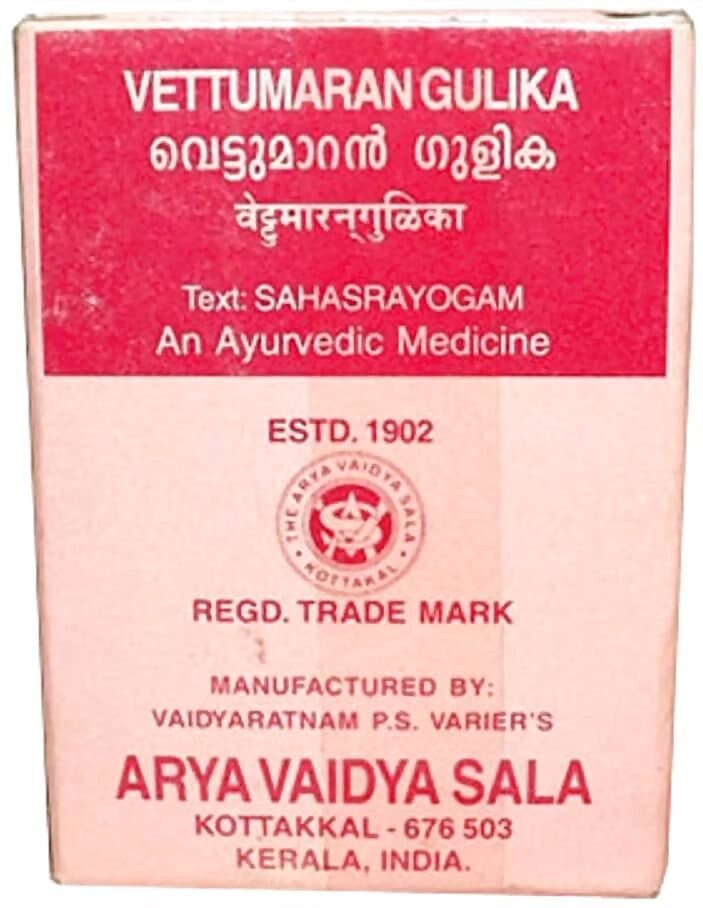 VETTUMARAN GULIKA
വെട്ടുമാറൻ ഗുളിക
वेट्टुमारन्‌गुळिका
Text: SAHASRAYOGAM
An Ayurvedic Medicine
ESTD. 1902
THE ARYA VAIDYA SALA
• KOTTAKAL •
REGD. TRADE MARK
MANUFACTURED BY:
VAIDYARATNAM P.S. VARIER'S
ARYA VAIDYA SALA
KOTTAKKAL - 676 503
KERALA, INDIA.